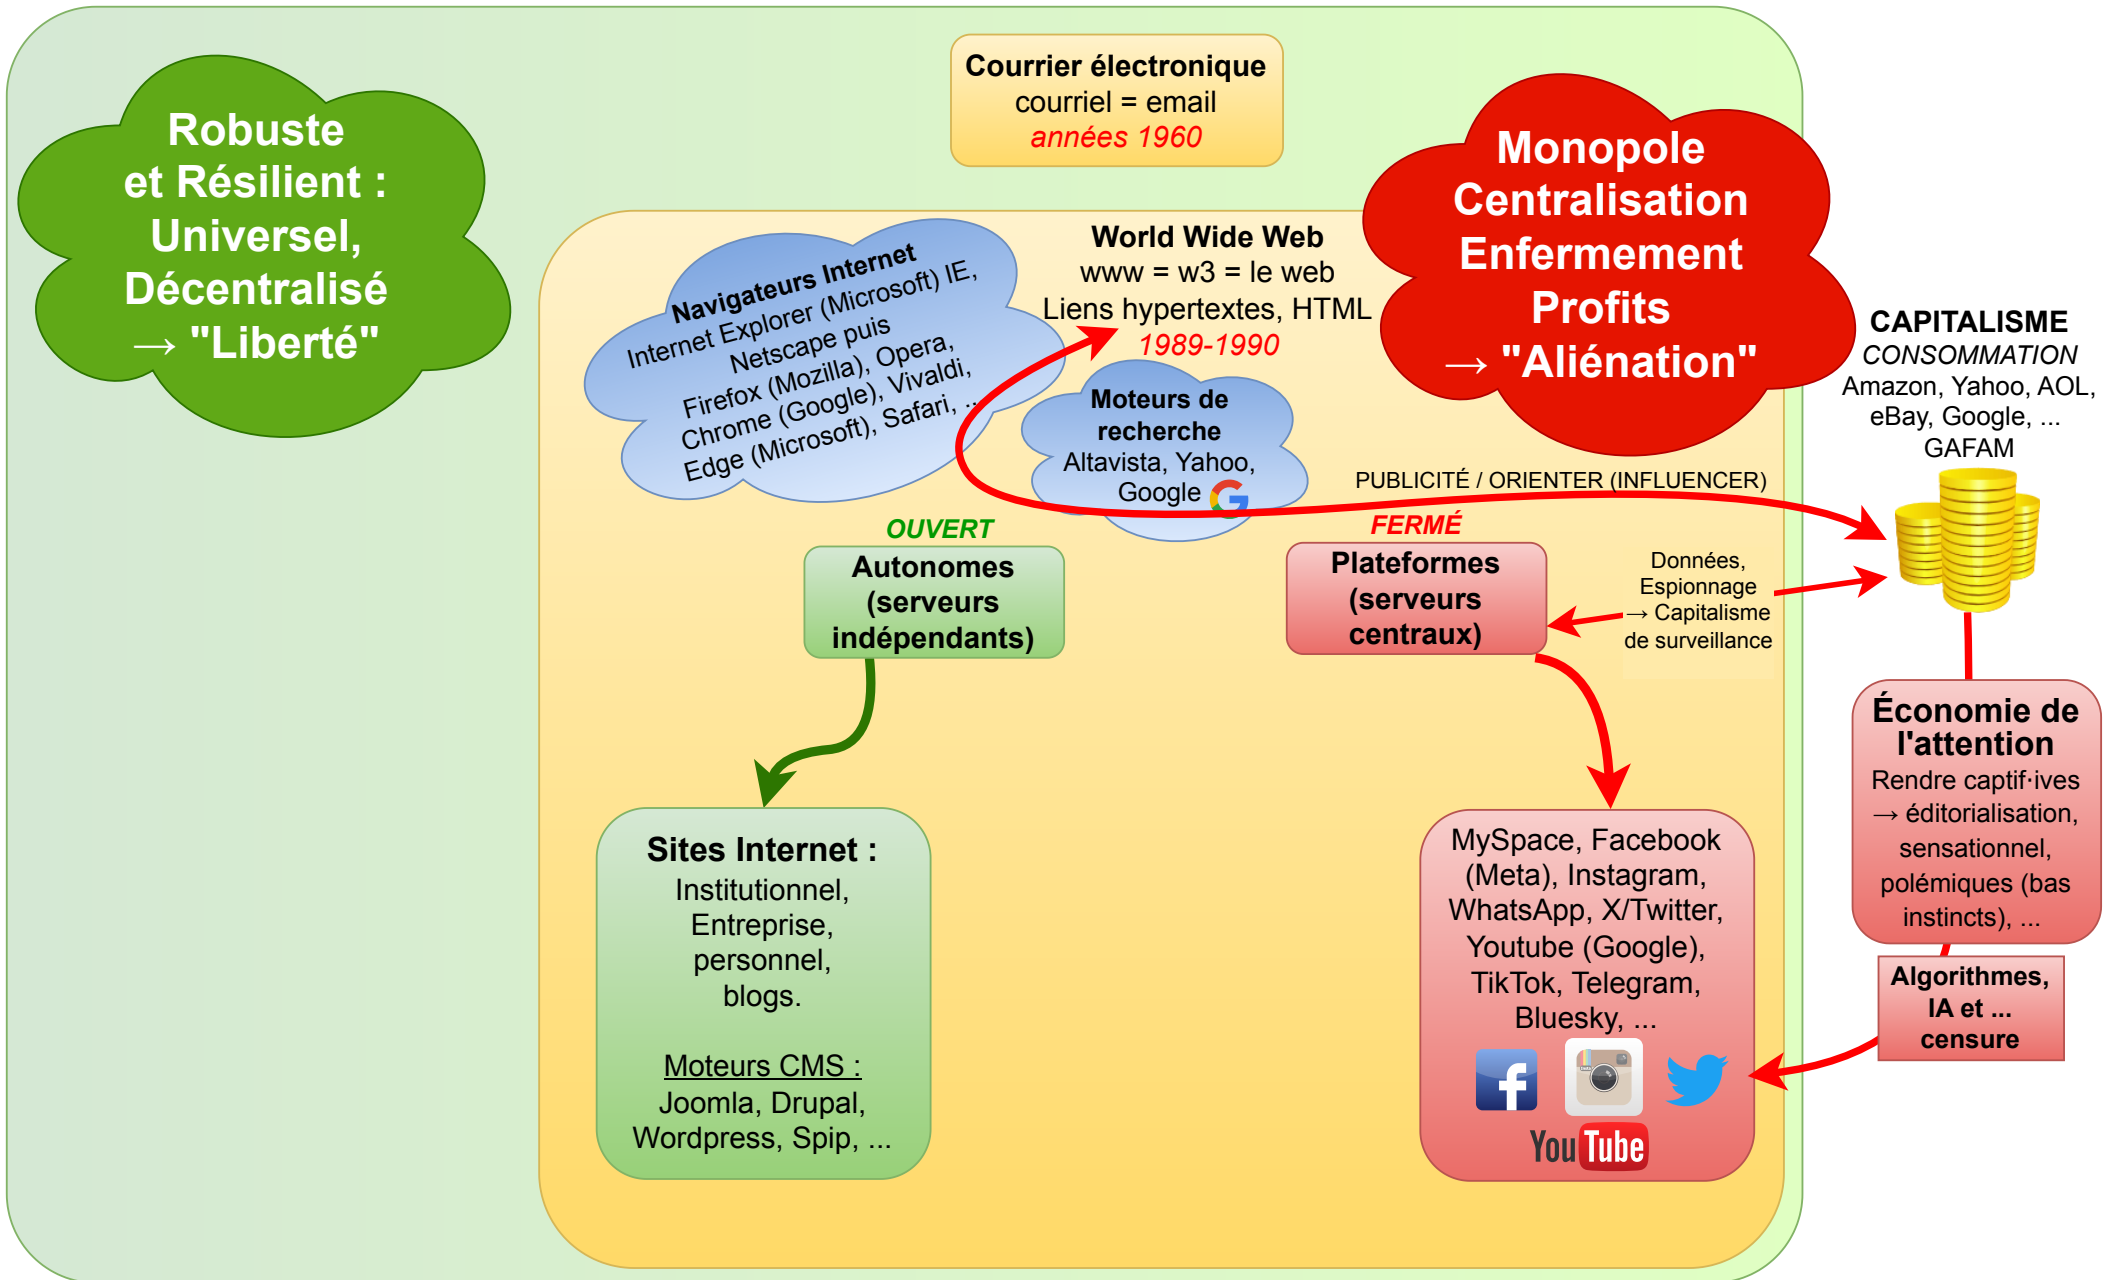 Courrier électronique
courriel = email
années 1960
Robuste
et Résilient :
Universel,
Décentralisé
→ "Liberté"
Monopole
Centralisation
Enfermement
Profits
→ "Aliénation"
Navigateurs Internet
Internet Explorer (Microsoft) IE,
Netscape puis
Firefox (Mozilla), Opera,
Chrome (Google), Vivaldi,
Edge (Microsoft), Safari, ..
World Wide Web
www = w3 = le web
Liens hypertextes, HTML
1989-1990
Moteurs de
recherche
Altavista, Yahoo,
Google
CAPITALISME
CONSOMMATION
Amazon, Yahoo, AOL,
eBay, Google, ...
GAFAM
PUBLICITÉ / ORIENTER (INFLUENCER)
OUVERT
Autonomes
(serveurs
indépendants)
FERMÉ
Plateformes
(serveurs
centraux)
Données,
Espionnage
→ Capitalisme
de surveillance
Économie de
l'attention
Rendre captif·ives
→ éditorialisation,
sensationnel,
polémiques (bas
instincts), ...
Algorithmes,
IA et ...
censure
Sites Internet :
Institutionnel,
Entreprise,
personnel,
blogs.
Moteurs CMS :
Joomla, Drupal,
Wordpress, Spip, ...
MySpace, Facebook
(Meta), Instagram,
WhatsApp, X/Twitter,
Youtube (Google),
TikTok, Telegram,
Bluesky, ...
YouTube